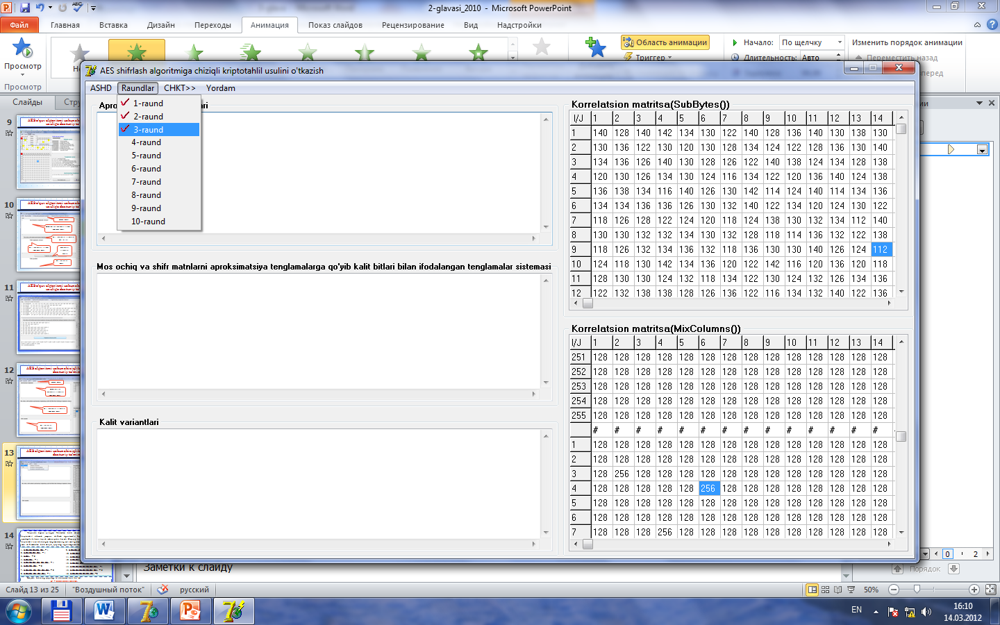 2-glavasi_2010 - Microsoft PowerPoint
Файл Главная Вставка Дизайн Переходы Анимация Показ слайдов Рецензирование Вид Надстройки
Просмотр
Просмотр
Область анимации
Триггер
Начало: По щелчку
Длительность: Авто
Изменить порядок анимации
Переместить назад
Слайды
9
10
11
12
13
14
AES shifrlash algoritmiga chiziqli kriptotahlil usulini o'tkazish
ASHD Raundlar CHKT>> Yordam
1-raund
2-raund
3-raund
4-raund
5-raund
6-raund
7-raund
8-raund
9-raund
10-raund
Mos ochiq va shifr matnlarni aproksimatsiya tenglamalarga qo'yib kalit bitlari bilan ifodalangan tenglamalar sistemasi
Kalit variantlari
Korrelatsion matritsa(SubBytes())
I/J 1 2 3 4 5 6 7 8 9 10 11 12 13 14
1 140 128 140 142 134 130 122 140 128 136 140 130 138 130
2 130 136 122 130 120 130 128 134 124 122 128 136 130 140
3 134 136 126 140 130 128 126 122 140 138 124 134 128 138
4 120 130 126 134 130 124 116 134 122 120 136 140 124 138
5 136 138 134 116 140 126 130 142 114 124 140 114 134 136
6 134 134 136 136 126 130 132 140 122 134 120 124 130 122
7 118 126 128 122 124 120 118 124 138 130 132 134 112 140
8 130 130 132 132 134 130 128 118 114 136 132 122 138
9 118 126 132 134 136 132 118 136 130 130 140 126 124 112
10 124 118 130 142 134 136 120 122 142 116 120 136 120 118
11 128 130 124 132 118 134 122 130 124 132 126 134 136
12 122 132 138 138 128 136 122 116 134 132 140 122 136
Korrelatsion matritsa(MixColumns())
I/J 1 2 3 4 5 6 7 8 9 10 11 12 13 14
251 128 128 128 128 128 128 128 128 128 128 128 128 128 128
252 128 128 128 128 128 128 128 128 128 128 128 128 128 128
253 128 128 128 128 128 128 128 128 128 128 128 128 128 128
254 128 128 128 128 128 128 128 128 128 128 128 128 128 128
255 128 128 128 128 128 128 128 128 128 128 128 128 128 128
# # # # # # # # # # # # # #
1 128 128 128 128 128 128 128 128 128 128 128 128 128 128
2 128 128 128 128 128 128 128 128 128 128 128 128 128 128
3 128 256 128 128 128 128 128 128 128 128 128 128 128 128
4 128 128 128 128 128 256 128 128 128 128 128 128 128 128
5 128 128 128 128 128 128 128 128 128 128 128 128 128 128
6 128 128 128 128 128 128 128 128 128 128 128 128 128 128
7 128 128 128 256 128 128 128 128 128 128 128 128 128 128
0 2
Порядок
Заметки к слайду
Слайд 13 из 25 "Воздушный поток" русский 50%
EN 16:10
14.03.2012